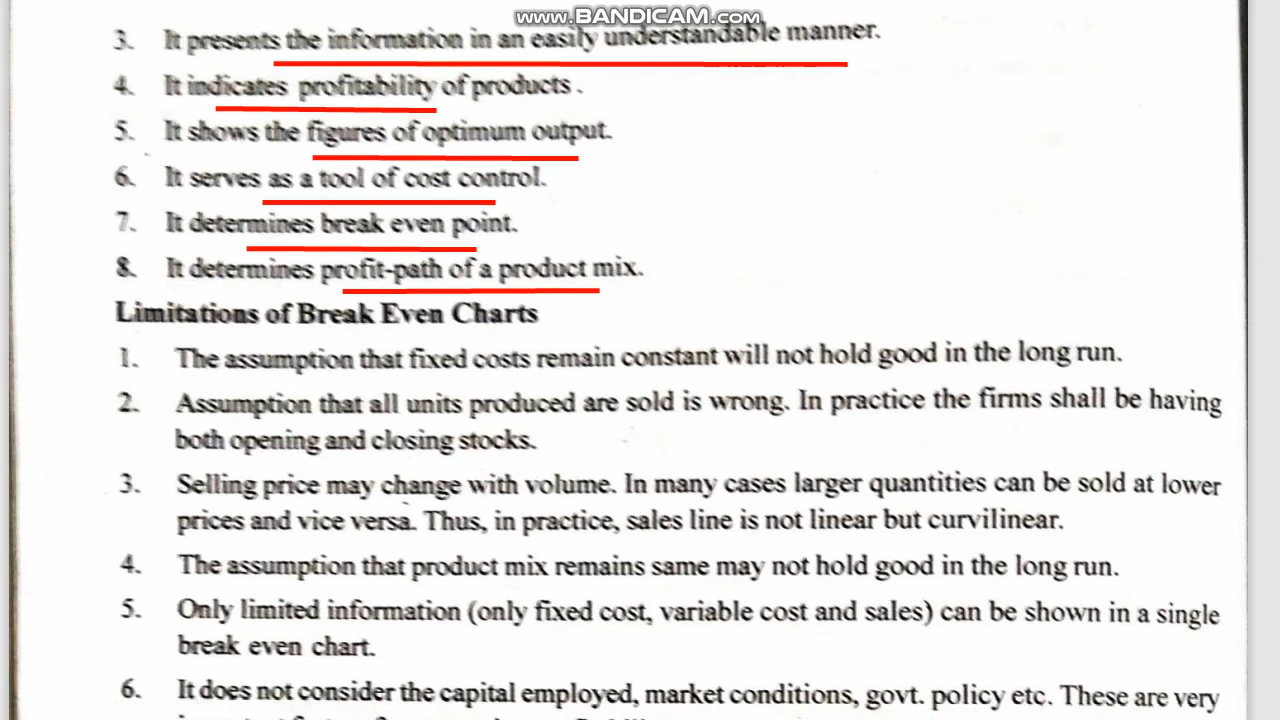 www.BANDICAM.com
3. It presents the information in an easily understandable manner.
4. It indicates profitability of products .
5. It shows the figures of optimum output.
6. It serves as a tool of cost control.
7. It determines break even point.
8. It determines profit-path of a product mix.
Limitations of Break Even Charts
1. The assumption that fixed costs remain constant will not hold good in the long run.
2. Assumption that all units produced are sold is wrong. In practice the firms shall be having
both opening and closing stocks.
3. Selling price may change with volume. In many cases larger quantities can be sold at lower
prices and vice versa. Thus, in practice, sales line is not linear but curvilinear.
4. The assumption that product mix remains same may not hold good in the long run.
5. Only limited information (only fixed cost, variable cost and sales) can be shown in a single
break even chart.
6. It does not consider the capital employed, market conditions, govt. policy etc. These are very